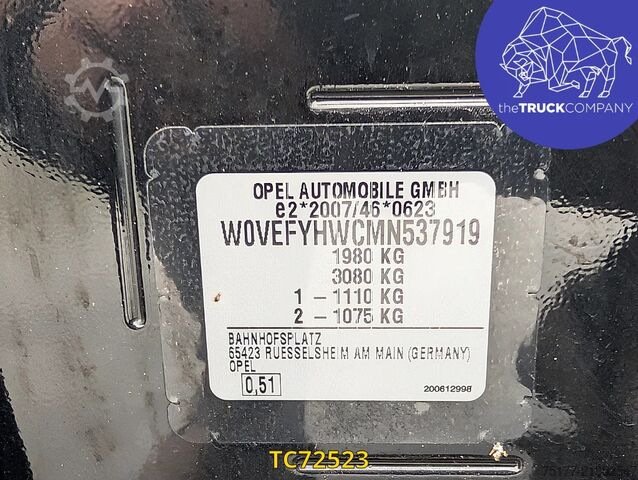 theTRUCKCOMPANY
OPEL AUTOMOBILE GMBH
e2*2007/46*0623
W0VEFYHWCMN537919
1980 KG
3080 KG
1 - 1110 KG
2 - 1075 KG
BAHNHOFSPLATZ
65423 RUESSELSHEIM AM MAIN (GERMANY)
OPEL
0,51
200612998
TC72523